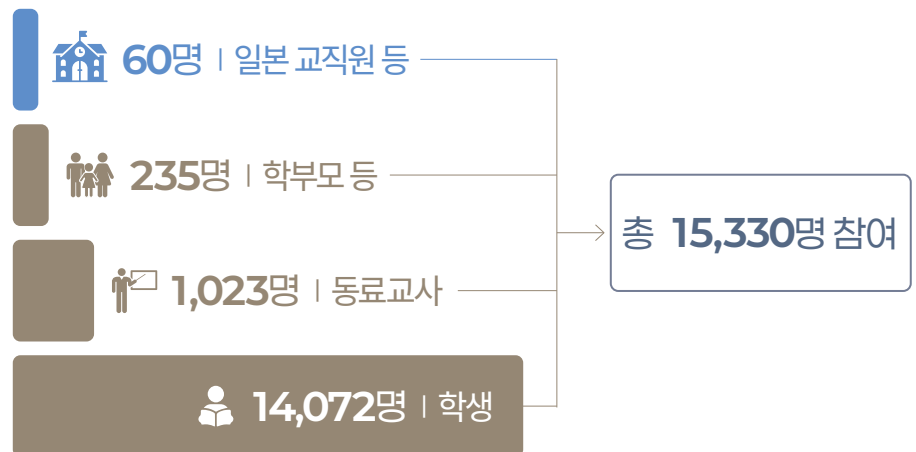 60명 | 일본 교직원 등
235명 | 학부모 등
총 15,330명 참여
1,023명 | 동료교사
14,072명 | 학생